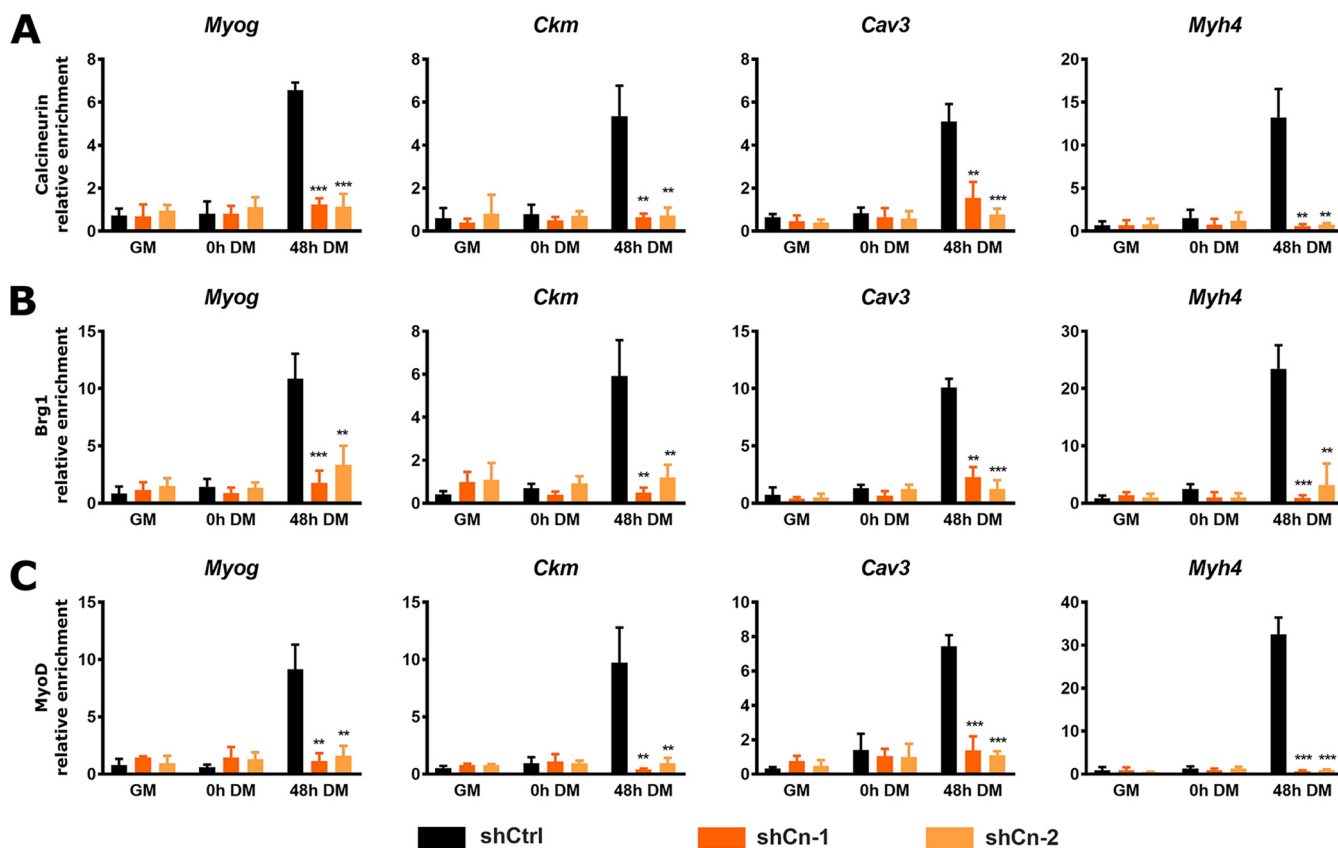 A
Myog Ckm Cav3 Myh4
Calcineurin
relative enrichment
8 6 4 2 0
GM 0h DM 48h DM
*** ***
8 6 4 2 0
GM 0h DM 48h DM
** **
8 6 4 2 0
GM 0h DM 48h DM
** ***
20 15 10 5 0
GM 0h DM 48h DM
** **
B
Myog Ckm Cav3 Myh4
Brg1
relative enrichment
15 10 5 0
GM 0h DM 48h DM
*** **
8 6 4 2 0
GM 0h DM 48h DM
** **
15 10 5 0
GM 0h DM 48h DM
** ***
30 20 10 0
GM 0h DM 48h DM
*** **
C
Myog Ckm Cav3 Myh4
MyoD
relative enrichment
15 10 5 0
GM 0h DM 48h DM
** **
15 10 5 0
GM 0h DM 48h DM
** **
10 8 6 4 2 0
GM 0h DM 48h DM
*** ***
40 30 20 10 0
GM 0h DM 48h DM
*** ***
shCtrl shCn-1 shCn-2